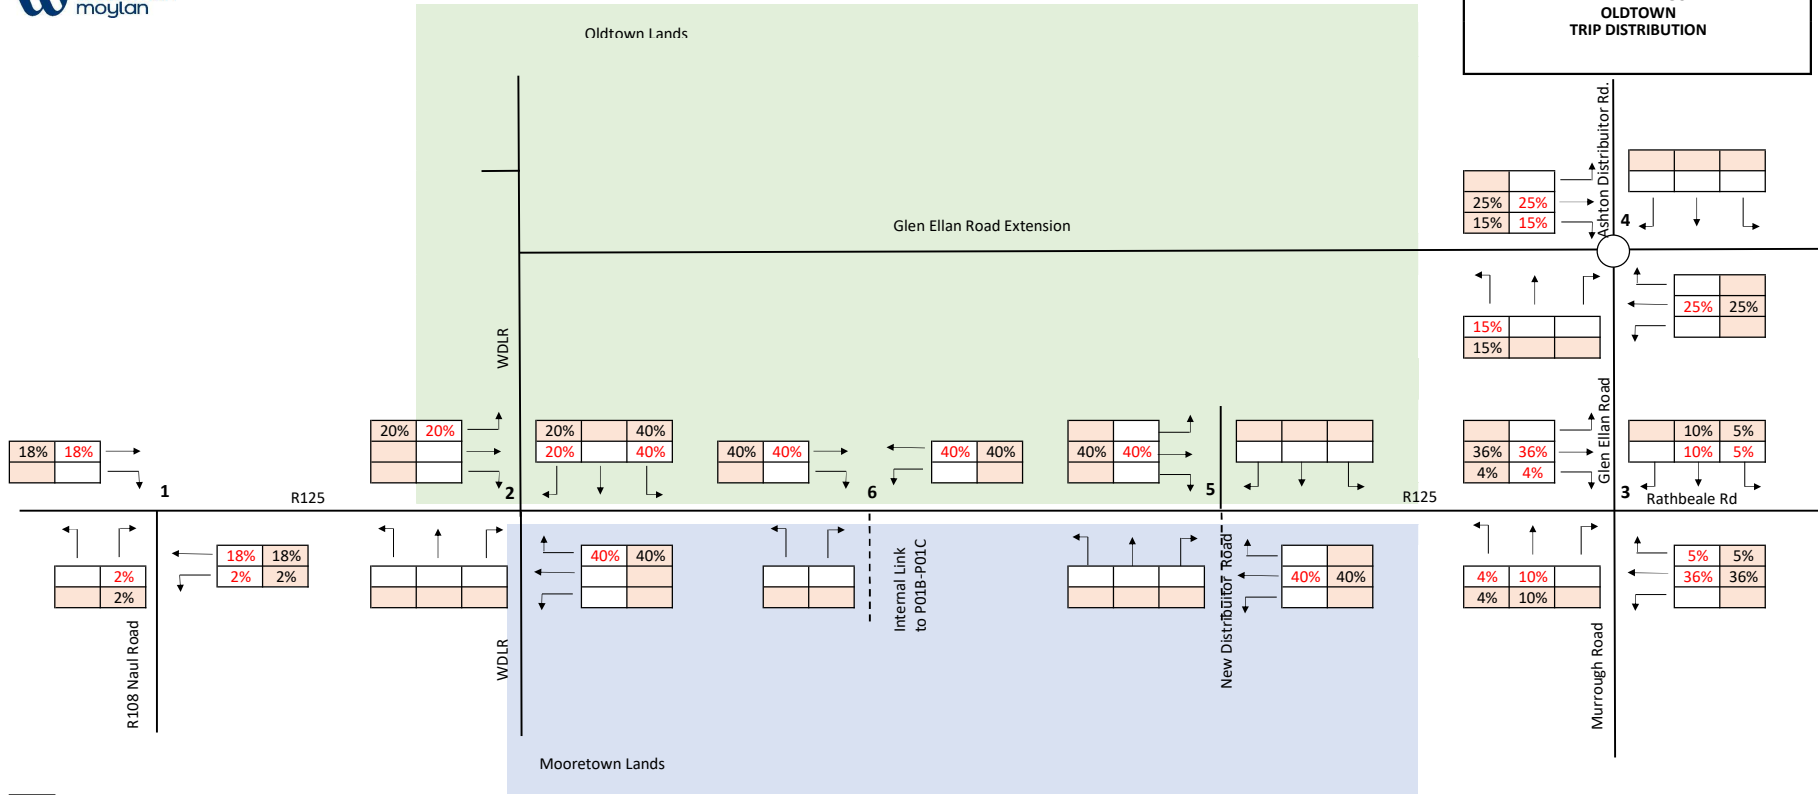 moylan
OLDTOWN
TRIP DISTRIBUTION
Oldtown Lands
Ashton Distribuitor Rd.
25% 25%
15% 15%
4
Glen Ellan Road Extension
25% 25%
15%
15%
WDLR
Glen Ellan Road
18% 18%
20% 20%
20% 40%
20% 40%
40% 40%
40% 40%
40% 40%
36% 36%
4% 4%
10% 5%
10% 5%
1
R125
2
6
5
R125
3
Rathbeale Rd
2%
2%
18% 18%
2% 2%
40% 40%
Internal Link
to P01B-P01C
New Distribuitor Road
40% 40%
4% 10%
4% 10%
5% 5%
36% 36%
R108 Naul Road
WDLR
Murrough Road
Mooretown Lands